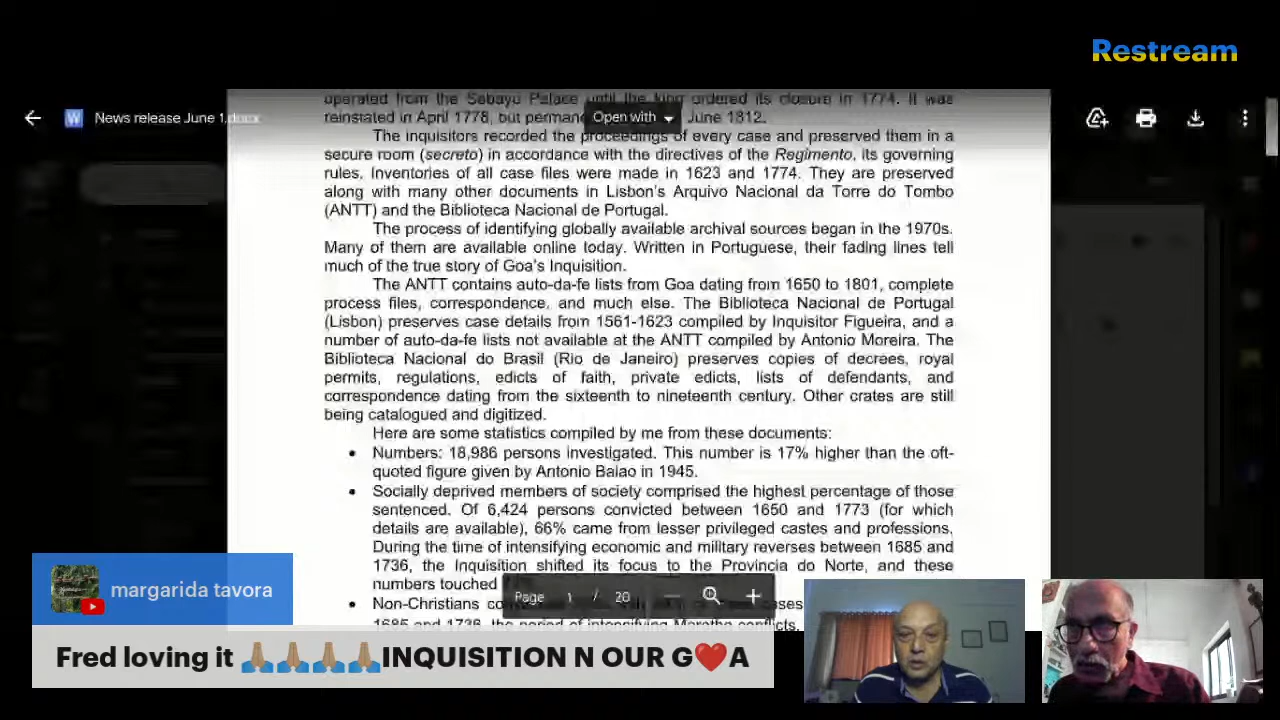 Restream
News release June 1.docx
Open with
operated from the Sabayo Palace until the king ordered its closure in 1774. It was
reinstated in April 1778, but June 1812.
The inquisitors recorded the proceedings of every case and preserved them in a
secure room (secreto) in accordance with the directives of the Regimento, its governing
rules. Inventories of all case files were made in 1623 and 1774. They are preserved
along with many other documents in Lisbon's Arquivo Nacional da Torre do Tombo
(ANTT) and the Biblioteca Nacional de Portugal.
The process of identifying globally available archival sources began in the 1970s.
Many of them are available online today. Written in Portuguese, their fading lines tell
much of the true story of Goa's Inquisition.
The ANTT contains auto-da-fe lists from Goa dating from 1650 to 1801, complete
process files, correspondence, and much else. The Biblioteca Nacional de Portugal
(Lisbon) preserves case details from 1561-1623 compiled by Inquisitor Figueira, and a
number of auto-da-fe lists not available at the ANTT compiled by Antonio Moreira. The
Biblioteca Nacional do Brasil (Rio de Janeiro) preserves copies of decrees, royal
permits, regulations, edicts of faith, private edicts, lists of defendants, and
correspondence dating from the sixteenth to nineteenth century. Other crates are still
being catalogued and digitized.
Here are some statistics compiled by me from these documents:
• Numbers: 18,986 persons investigated. This number is 17% higher than the oft-
quoted figure given by Antonio Baiao in 1945.
• Socially deprived members of society comprised the highest percentage of those
sentenced. Of 6,424 persons convicted between 1650 and 1773 (for which
details are available), 66% came from lesser privileged castes and professions.
During the time of intensifying economic and military reverses between 1685 and
1736, the Inquisition shifted its focus to the Provincia do Norte, and these
numbers touched
• Non-Christians cases
1685 and 1736, the period of intensifying Maratha conflicts.
Page 1 / 20
margarida tavora
Fred loving it 🙏🏽🙏🏽🙏🏽🙏🏽INQUISITION N OUR G❤️A